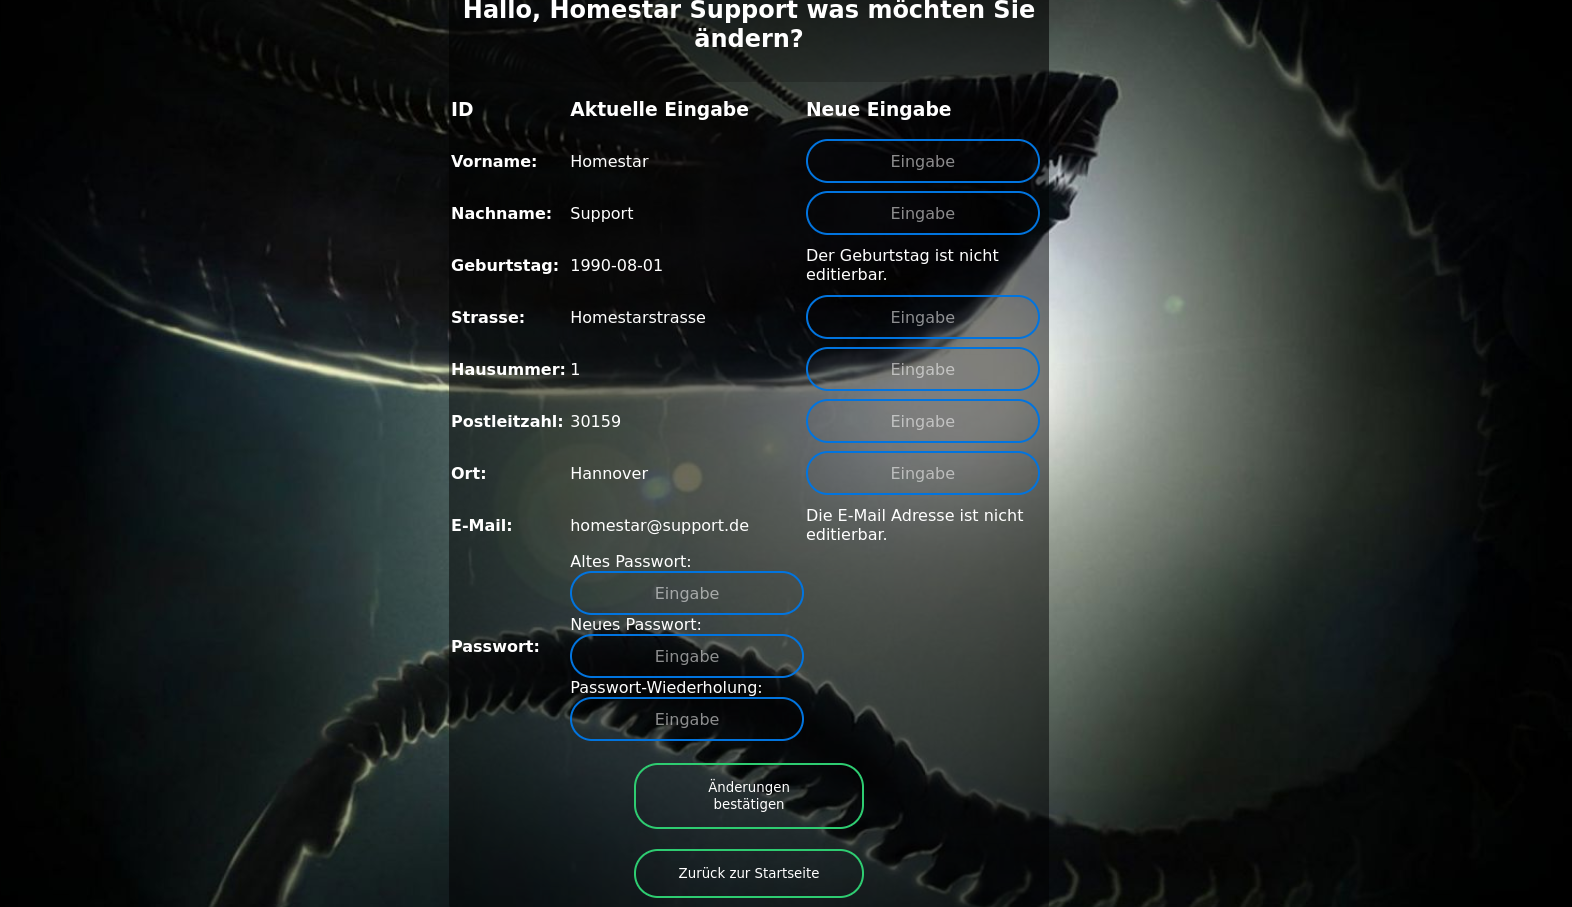 Hallo, Homestar Support was möchten Sie
ändern?
ID Aktuelle Eingabe Neue Eingabe
Vorname: Homestar Eingabe
Nachname: Support Eingabe
Geburtstag: 1990-08-01 Der Geburtstag ist nicht
editierbar.
Strasse: Homestarstrasse Eingabe
Hausummer: 1 Eingabe
Postleitzahl: 30159 Eingabe
Ort: Hannover Eingabe
E-Mail: homestar@support.de Die E-Mail Adresse ist nicht
editierbar.
Altes Passwort:
Eingabe
Neues Passwort:
Passwort: Eingabe
Passwort-Wiederholung:
Eingabe
Änderungen
bestätigen
Zurück zur Startseite